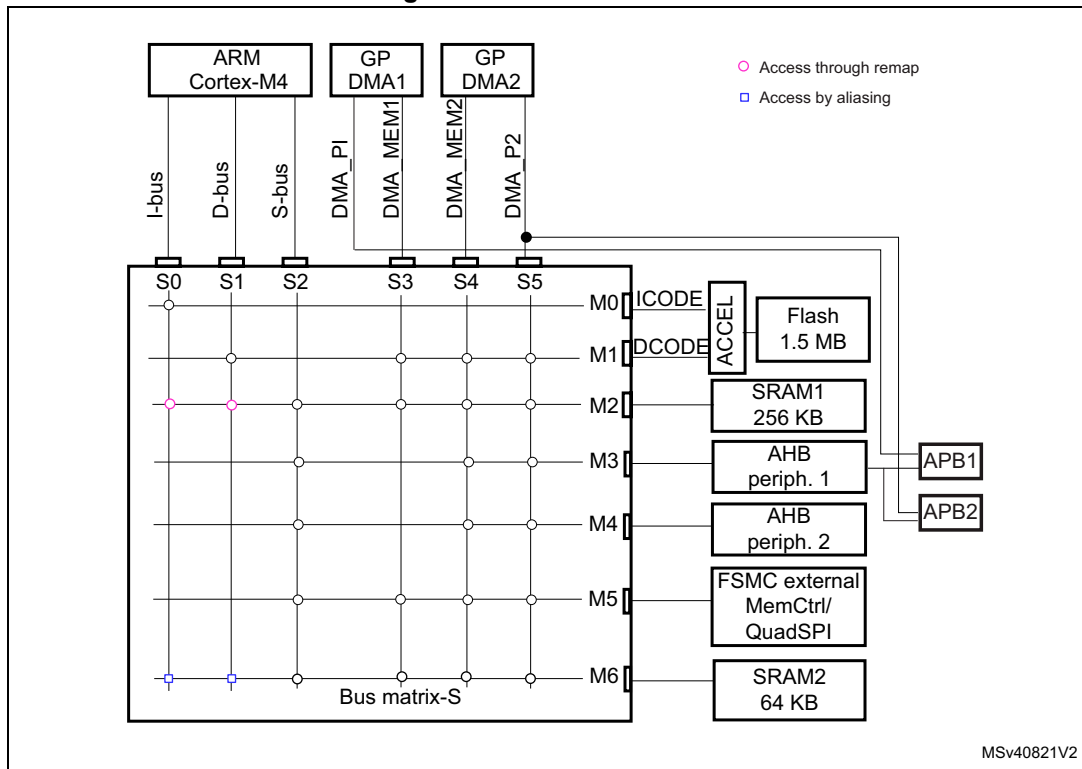 ARM
Cortex-M4
GP
DMA1
GP
DMA2
Access through remap
Access by aliasing
I-bus
D-bus
S-bus
DMA_PI
DMA_MEM1
DMA_MEM2
DMA_P2
S0
S1
S2
S3
S4
S5
M0
ICODE
M1
DCODE
ACCEL
Flash
1.5 MB
M2
SRAM1
256 KB
M3
AHB
periph. 1
APB1
APB2
M4
AHB
periph. 2
M5
FSMC external
MemCtrl/
QuadSPI
M6
SRAM2
64 KB
Bus matrix-S
MSv40821V2